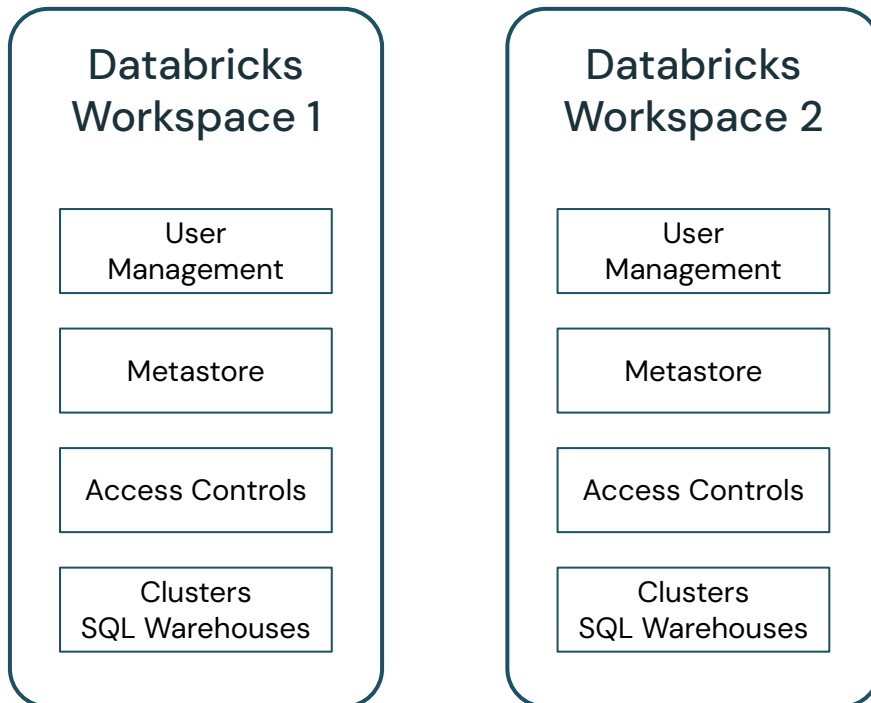 Databricks
Workspace 1
User
Management
Metastore
Access Controls
Clusters
SQL Warehouses
Databricks
Workspace 2
User
Management
Metastore
Access Controls
Clusters
SQL Warehouses